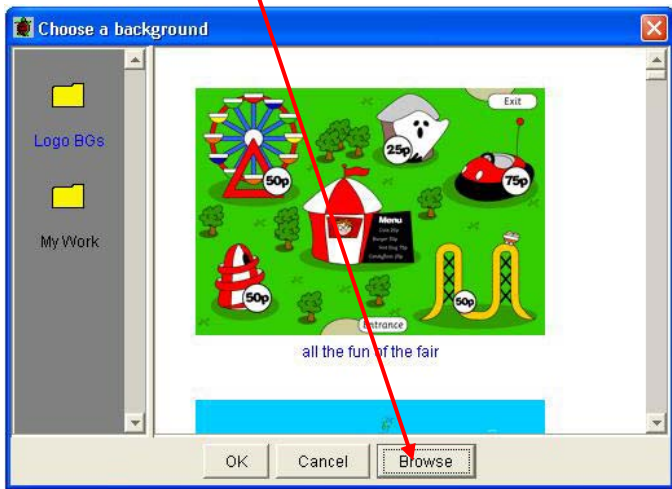 Choose a background
Logo BGs
My Work
Exit
25p
50p
75p
Menu
50p
50p
Entrance
all the fun of the fair
OK
Cancel
Browse